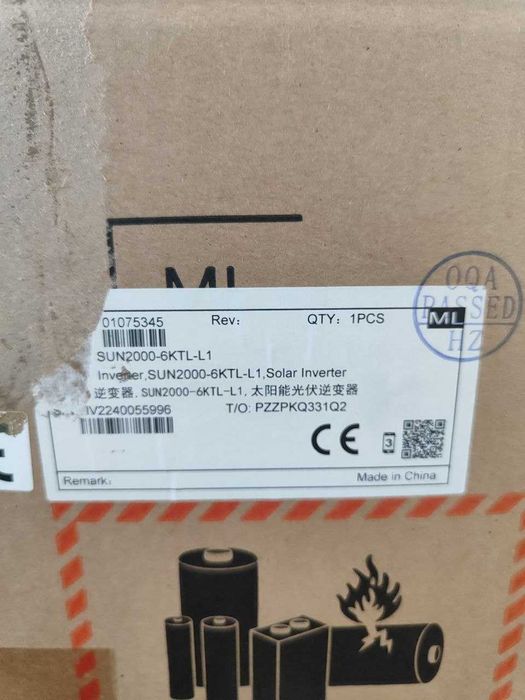 ML
01075345 Rev: QTY: 1PCS
ML
SUN2000-6KTL-L1
Inverter,SUN2000-6KTL-L1,Solar Inverter
逆变器,SUN2000-6KTL-L1,太阳能光伏逆变器
IV2240055996 T/O: PZZPKQ331Q2
CE 3
Remark: Made in China
OQA
PASSED
HZ